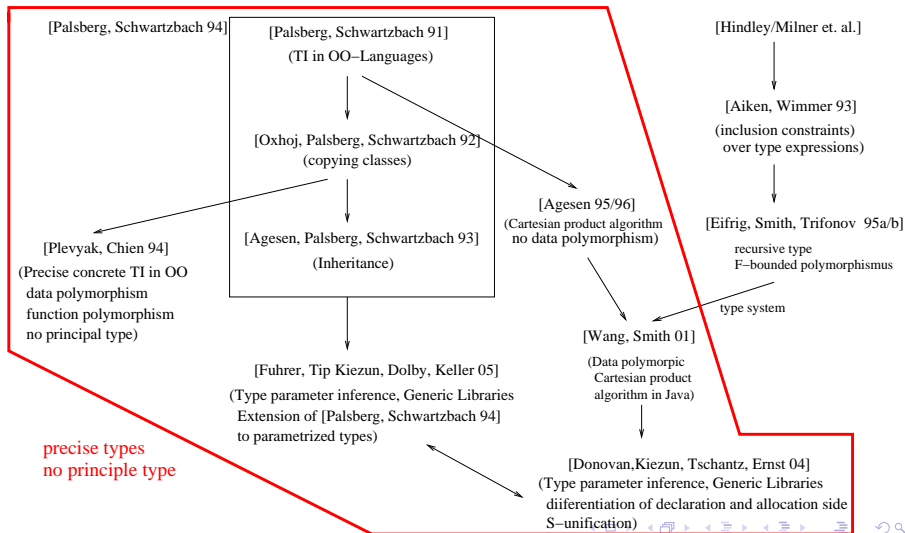 [Palsberg, Schwartzbach 94]
[Palsberg, Schwartzbach 91]
(TI in OO−Languages)
[Hindley/Milner et. al.]
[Aiken, Wimmer 93]
(inclusion constraints)
over type expressions)
[Oxhoj, Palsberg, Schwartzbach 92]
(copying classes)
[Agesen 95/96]
(Cartesian product algorithm
no data polymorphism)
[Eifrig, Smith, Trifonov 95a/b]
recursive type
F−bounded polymorphismus
[Plevyak, Chien 94]
(Precise concrete TI in OO
data polymorphism
function polymorphism
no principal type)
[Agesen, Palsberg, Schwartzbach 93]
(Inheritance)
type system
[Wang, Smith 01]
(Data polymorpic
Cartesian product
algorithm in Java)
[Fuhrer, Tip Kiezun, Dolby, Keller 05]
(Type parameter inference, Generic Libraries
Extension of [Palsberg, Schwartzbach 94]
to parametrized types)
precise types
no principle type
[Donovan,Kiezun, Tschantz, Ernst 04]
(Type parameter inference, Generic Libraries
diiferentiation of declaration and allocation side
S−unification)